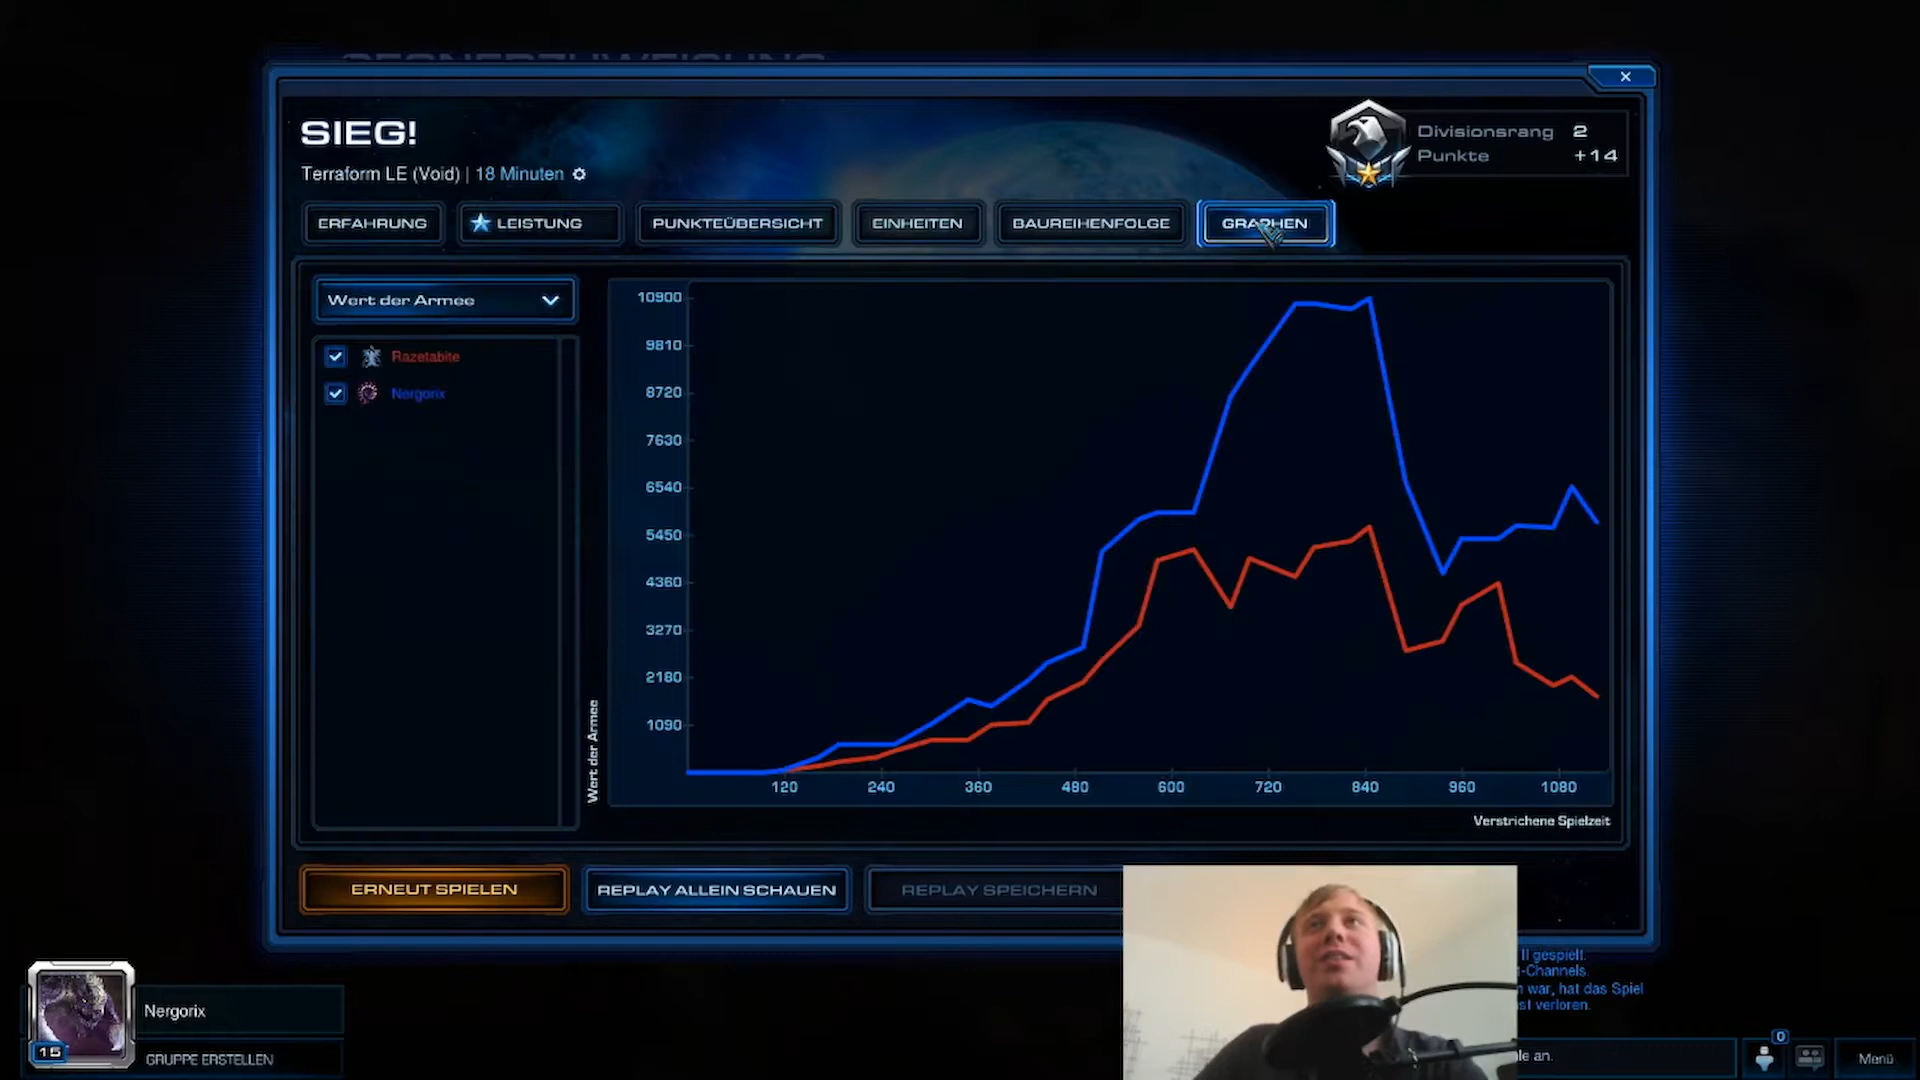 SIEG!
Terraform LE (Void) | 18 Minuten
Divisionsrang 2
Punkte +14
ERFAHRUNG
LEISTUNG
PUNKTEÜBERSICHT
EINHEITEN
BAUREIHENFOLGE
GRAPHEN
Wert der Armee
Razetabite
Nergorix
10900
9810
8720
7630
6540
5450
4360
3270
2180
1090
Wert der Armee
120 240 360 480 600 720 840 960 1080
Verstrichene Spielzeit
ERNEUT SPIELEN
REPLAY ALLEIN SCHAUEN
REPLAY SPEICHERN
gespielt.
-Channels.
war, hat das Spiel
verloren.
Nergorix
15
GRUPPE ERSTELLEN
an.
0
Menü